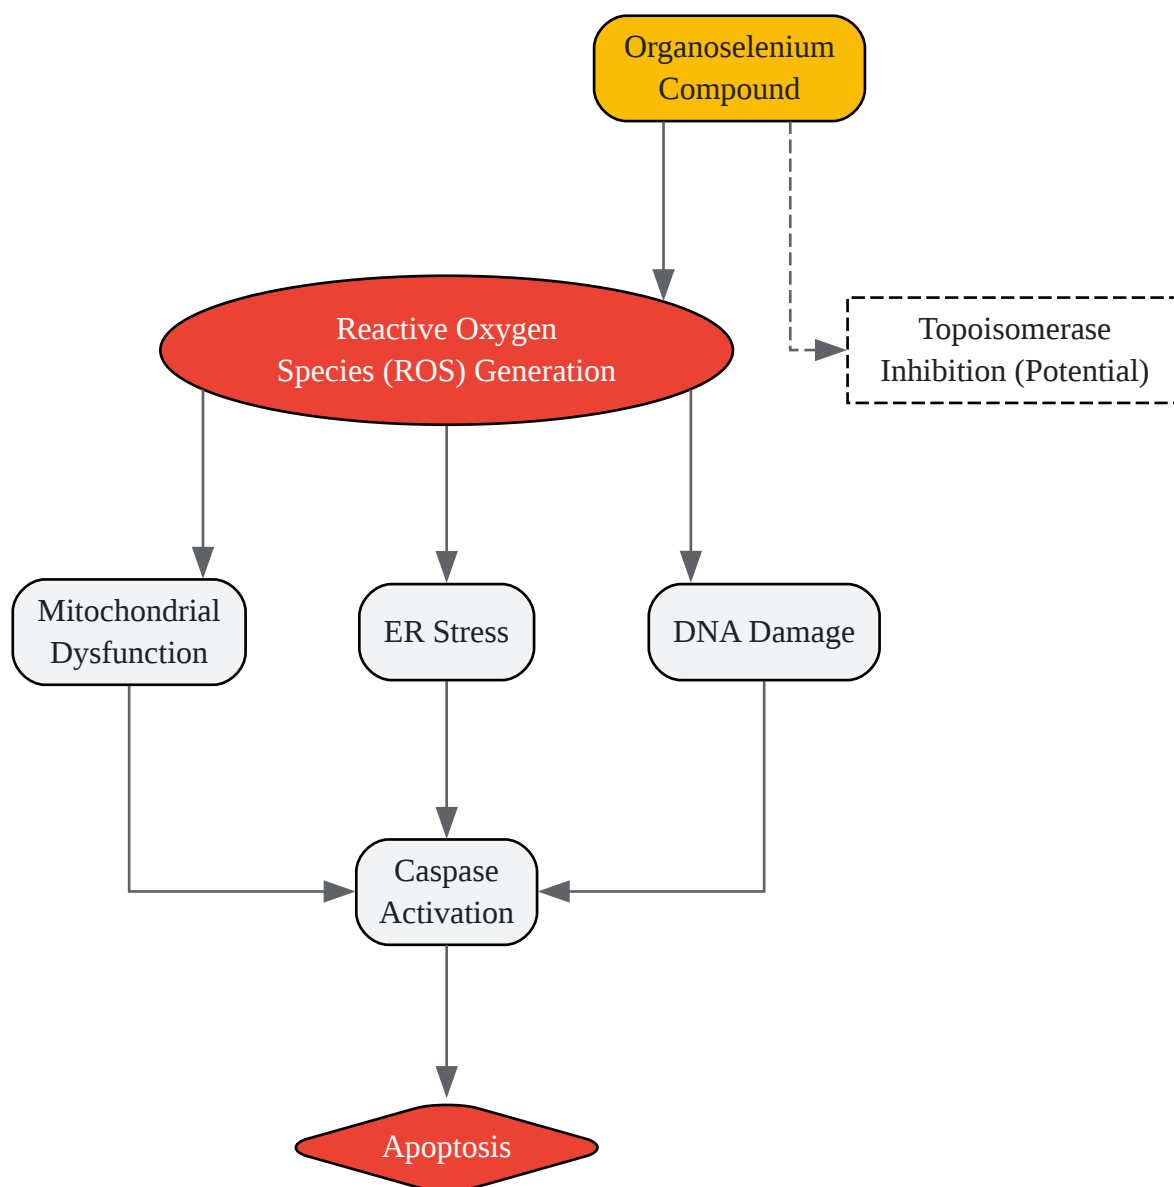 Organoselenium
Compound
Reactive Oxygen
Species (ROS) Generation
Topoisomerase
Inhibition (Potential)
Mitochondrial
Dysfunction
ER Stress
DNA Damage
Caspase
Activation
Apoptosis